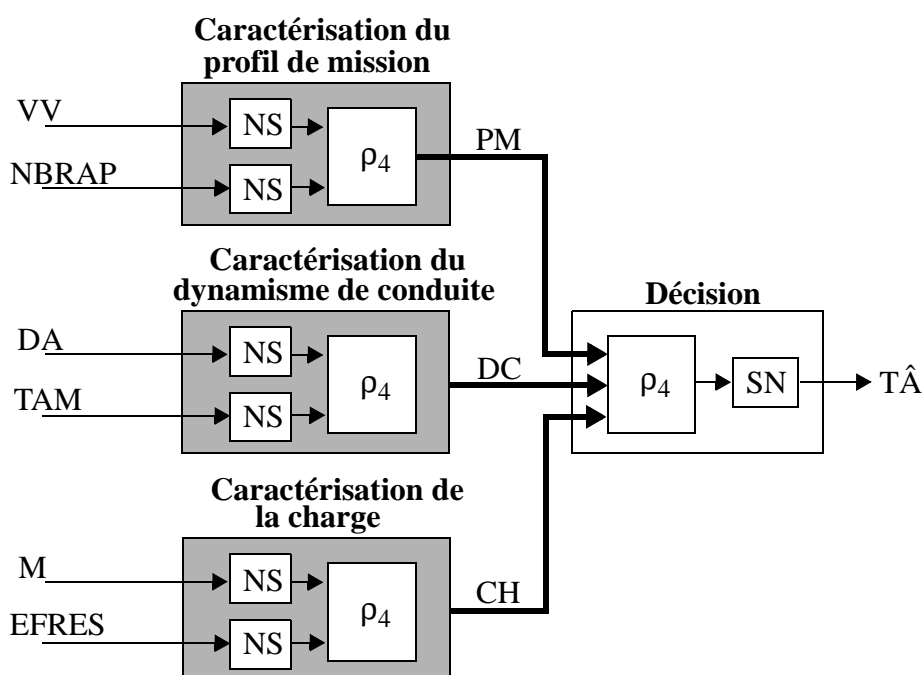 Caractérisation du
profil de mission
VV
NS
NBRAP
NS
ρ4
PM
Caractérisation du
dynamisme de conduite
DA
NS
TAM
NS
ρ4
DC
Décision
ρ4
SN
TÂ
Caractérisation de
la charge
M
NS
EFRES
NS
ρ4
CH